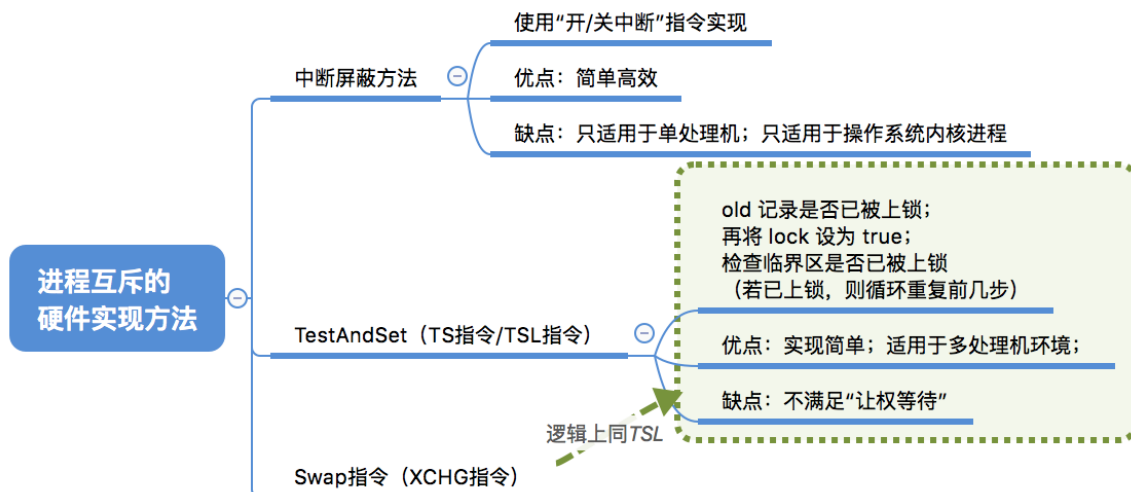 使用“开/关中断”指令实现
中断屏蔽方法
优点：简单高效
缺点：只适用于单处理机；只适用于操作系统内核进程
进程互斥的
硬件实现方法
old 记录是否已被上锁；
再将 lock 设为 true；
检查临界区是否已被上锁
（若已上锁，则循环重复前几步）
TestAndSet（TS指令/TSL指令）
优点：实现简单；适用于多处理机环境；
缺点：不满足“让权等待”
逻辑上同TSL
Swap指令（XCHG指令）